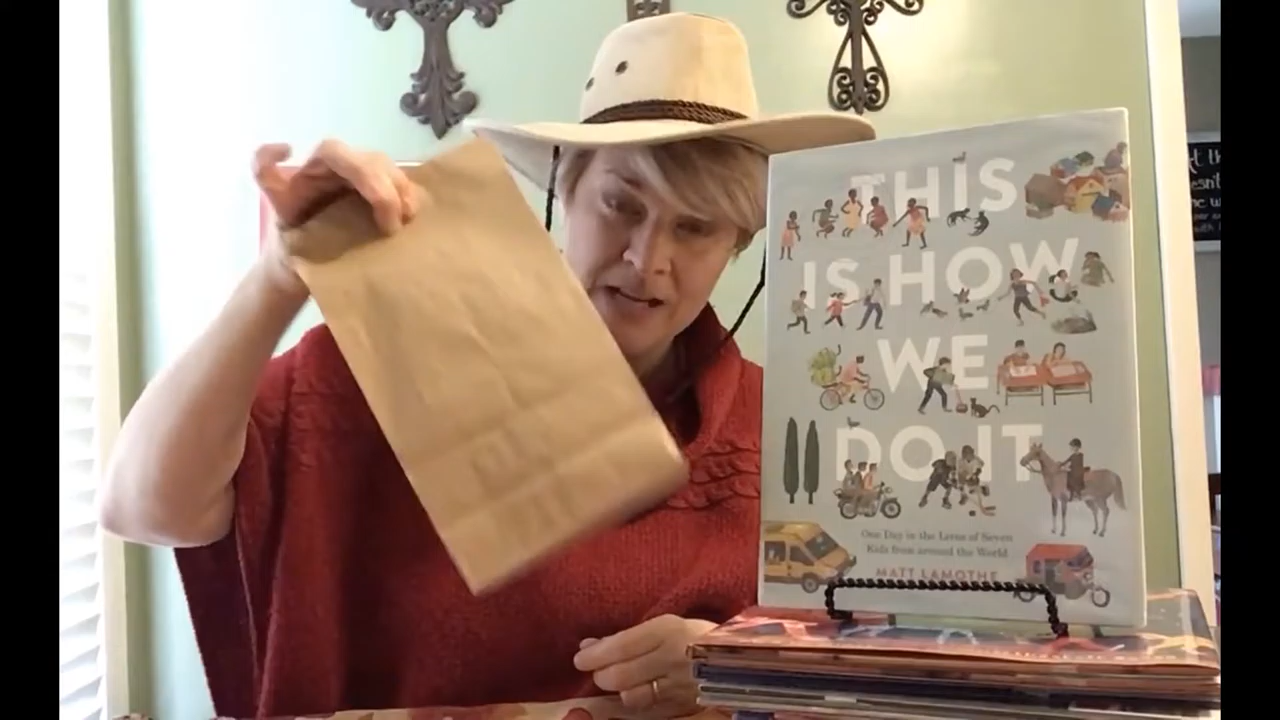 THIS
IS HOW
WE
DO IT
One Day in the Lives of Seven
Kids from around the World
MATT LAMOTHE